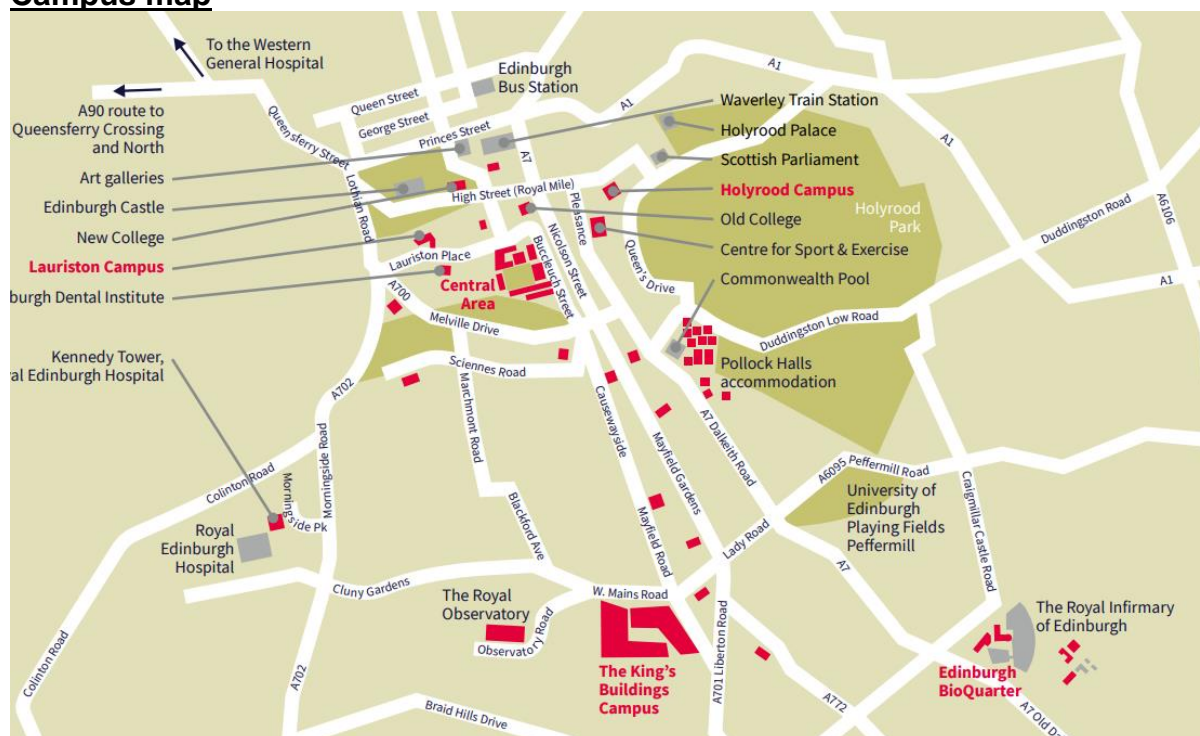 Campus map
To the Western
General Hospital
A90 route to
Queensferry Crossing
and North
Art galleries
Edinburgh Castle
New College
Lauriston Campus
burgh Dental Institute
Kennedy Tower,
al Edinburgh Hospital
Edinburgh
Bus Station
Waverley Train Station
Holyrood Palace
Scottish Parliament
Holyrood Campus
Old College
Centre for Sport & Exercise
Commonwealth Pool
Holyrood
Park
Pollock Halls
accommodation
Central
Area
Queen Street
George Street
Princes Street
Queensferry Street
Lothian Road
High Street (Royal Mile)
A1
A1
A1
A1
A7
A6106
Pleasance
Nicolson Street
Buccleuch Street
Queen's Drive
Duddingston Road
Duddingston Low Road
Lauriston Place
A700
Melville Drive
Sciennes Road
A702
Marchmont Road
Causewayside
Mayfield Gardens
A7 Dalkeith Road
A6095 Peffermill Road
Colinton Road
Morningside Road
Morningside Pk
Royal
Edinburgh
Hospital
Blackford Ave
Mayfield Road
Lady Road
University of
Edinburgh
Playing Fields
Peffermill
Craigmillar Castle Road
A7
Cluny Gardens
W. Mains Road
The Royal
Observatory
Observatory Road
The King's
Buildings
Campus
The Royal Infirmary
of Edinburgh
Edinburgh
BioQuarter
Colinton Road
A702
Braid Hills Drive
A701 Liberton Road
A772
A7 Old